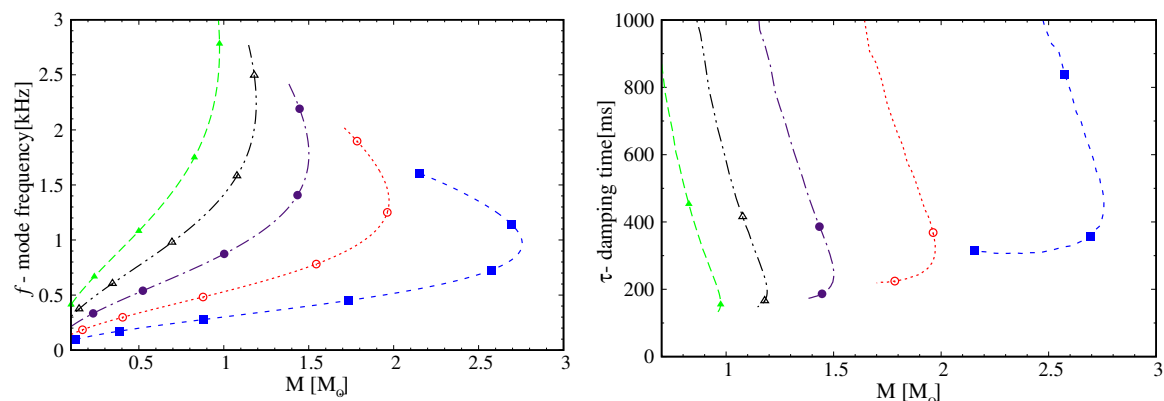 f - mode frequency[kHz]
3
2.5
2
1.5
1
0.5
0
0.5 1 1.5 2 2.5 3
M [M⊙]
τ- damping time[ms]
1000
800
600
400
200
0
1 1.5 2 2.5 3
M [M⊙]